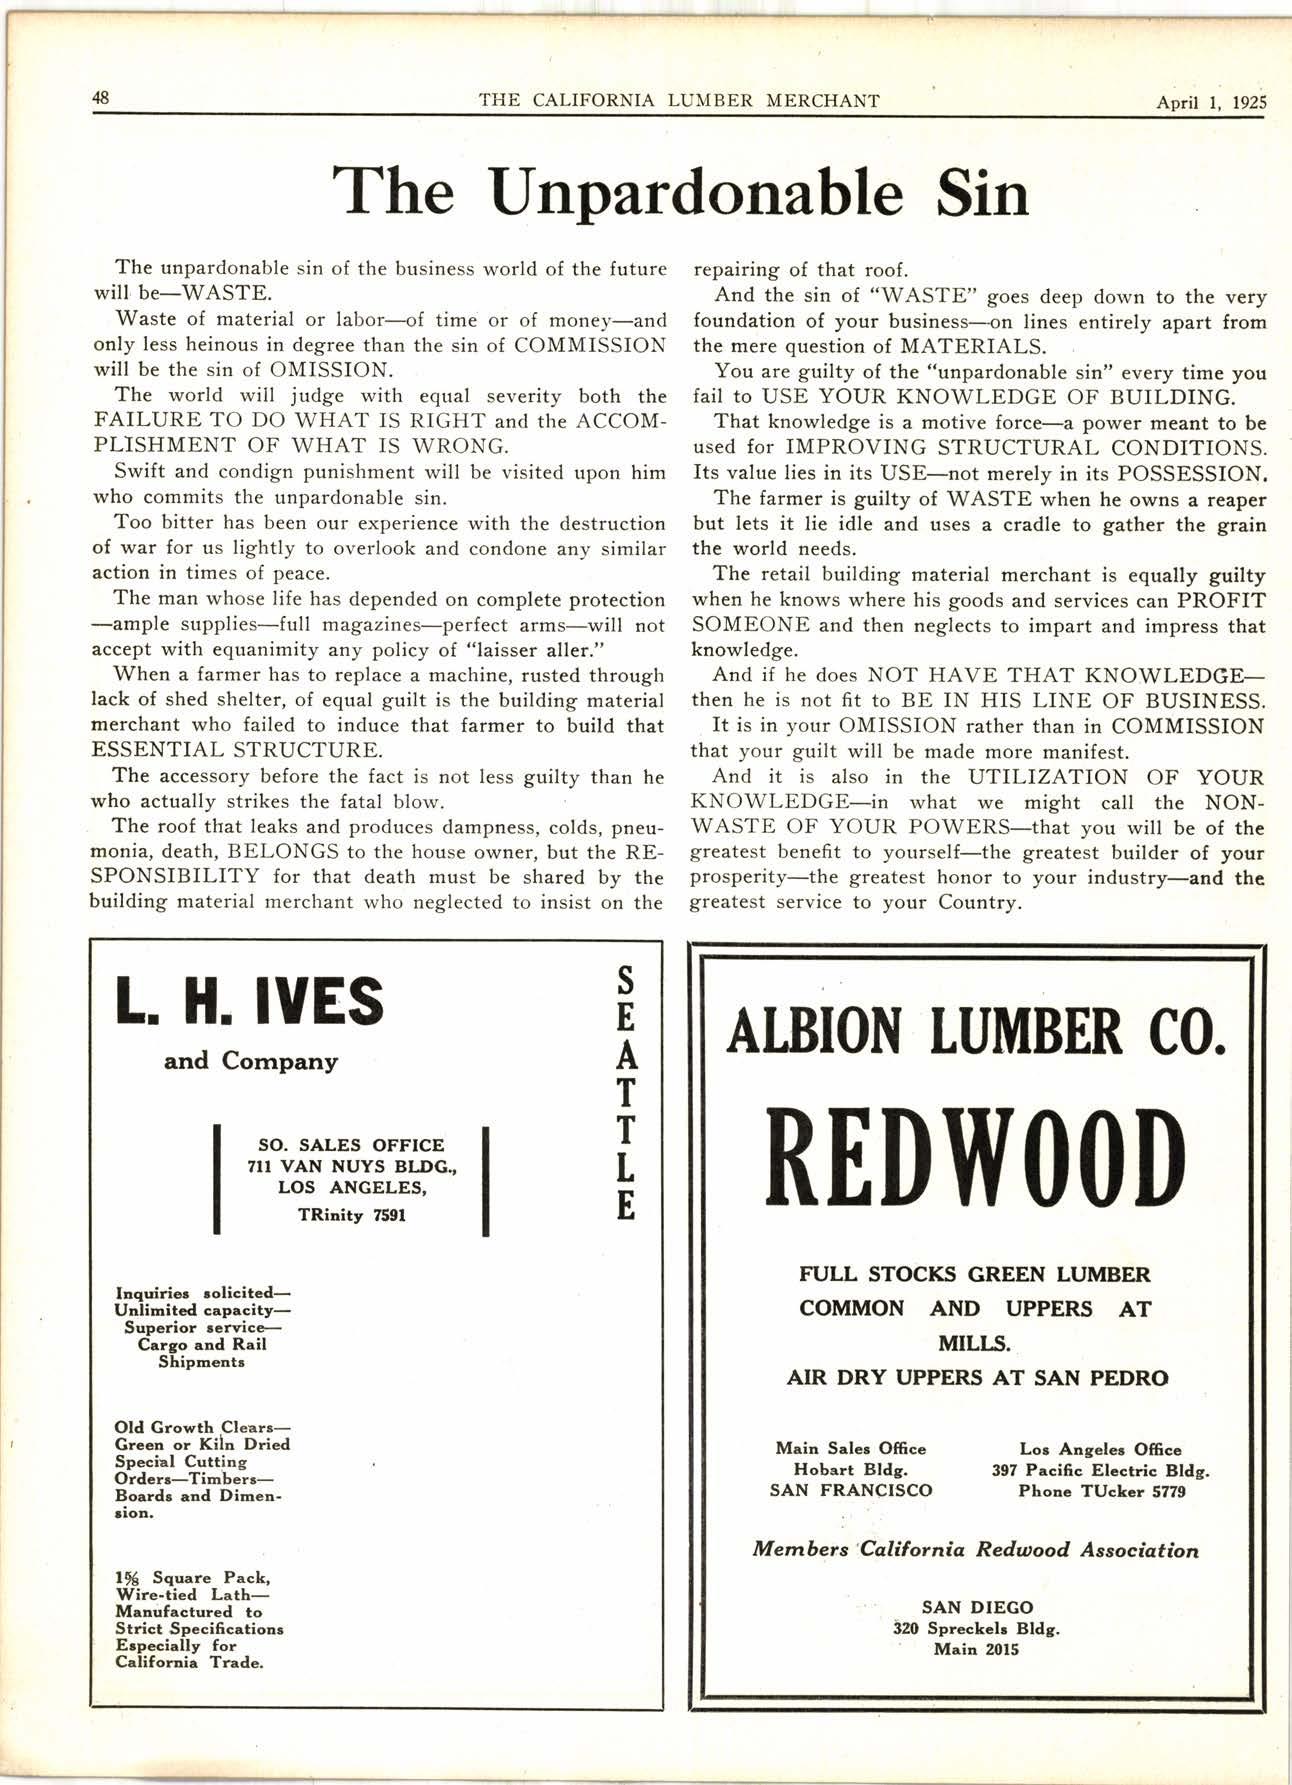 48
THE CALIFORNIA LUMBER MERCHANT
April 1, 1925
The Unpardonable Sin
The unpardonable sin of the business world of the future
will be—WASTE.
Waste of material or labor—of time or of money—and
only less heinous in degree than the sin of COMMISSION
will be the sin of OMISSION.
The world will judge with equal severity both the
FAILURE TO DO WHAT IS RIGHT and the ACCOM-
PLISHMENT OF WHAT IS WRONG.
Swift and condign punishment will be visited upon him
who commits the unpardonable sin.
Too bitter has been our experience with the destruction
of war for us lightly to overlook and condone any similar
action in times of peace.
The man whose life has depended on complete protection
—ample supplies—full magazines—perfect arms—will not
accept with equanimity any policy of "laisser aller."
When a farmer has to replace a machine, rusted through
lack of shed shelter, of equal guilt is the building material
merchant who failed to induce that farmer to build that
ESSENTIAL STRUCTURE.
The accessory before the fact is not less guilty than he
who actually strikes the fatal blow.
The roof that leaks and produces dampness, colds, pneu-
monia, death, BELONGS to the house owner, but the RE-
SPONSIBILITY for that death must be shared by the
building material merchant who neglected to insist on the
repairing of that roof.
And the sin of "WASTE" goes deep down to the very
foundation of your business—on lines entirely apart from
the mere question of MATERIALS.
You are guilty of the "unpardonable sin" every time you
fail to USE YOUR KNOWLEDGE OF BUILDING.
That knowledge is a motive force—a power meant to be
used for IMPROVING STRUCTURAL CONDITIONS.
Its value lies in its USE—not merely in its POSSESSION.
The farmer is guilty of WASTE when he owns a reaper
but lets it lie idle and uses a cradle to gather the grain
the world needs.
The retail building material merchant is equally guilty
when he knows where his goods and services can PROFIT
SOMEONE and then neglects to impart and impress that
knowledge.
And if he does NOT HAVE THAT KNOWLEDGE—
then he is not fit to BE IN HIS LINE OF BUSINESS.
It is in your OMISSION rather than in COMMISSION
that your guilt will be made more manifest.
And it is also in the UTILIZATION OF YOUR
KNOWLEDGE—in what we might call the NON-
WASTE OF YOUR POWERS—that you will be of the
greatest benefit to yourself—the greatest builder of your
prosperity—the greatest honor to your industry—and the
greatest service to your Country.
L. H. IVES
and Company
SEATTLE
SO. SALES OFFICE
711 VAN NUYS BLDG.,
LOS ANGELES,
TRinity 7591
Inquiries solicited—
Unlimited capacity—
Superior service—
Cargo and Rail
Shipments
Old Growth Clears—
Green or Kiln Dried
Special Cutting
Orders—Timbers—
Boards and Dimen-
sion.
1⅝ Square Pack,
Wire-tied Lath—
Manufactured to
Strict Specifications
Especially for
California Trade.
ALBION LUMBER CO.
REDWOOD
FULL STOCKS GREEN LUMBER
COMMON AND UPPERS AT
MILLS.
AIR DRY UPPERS AT SAN PEDRO
Main Sales Office
Hobart Bldg.
SAN FRANCISCO
Los Angeles Office
397 Pacific Electric Bldg.
Phone TUcker 5779
Members California Redwood Association
SAN DIEGO
320 Spreckels Bldg.
Main 2015